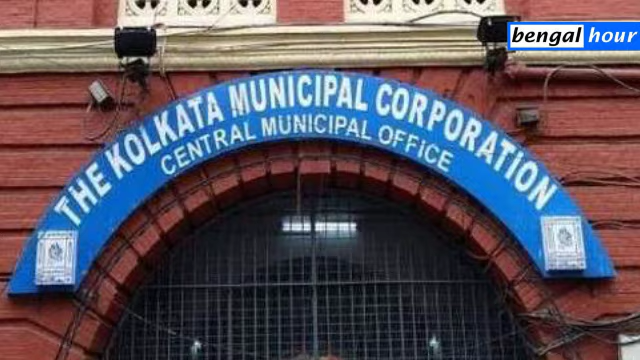 bengal hour
THE KOLKATA MUNICIPAL CORPORATION
CENTRAL MUNICIPAL OFFICE